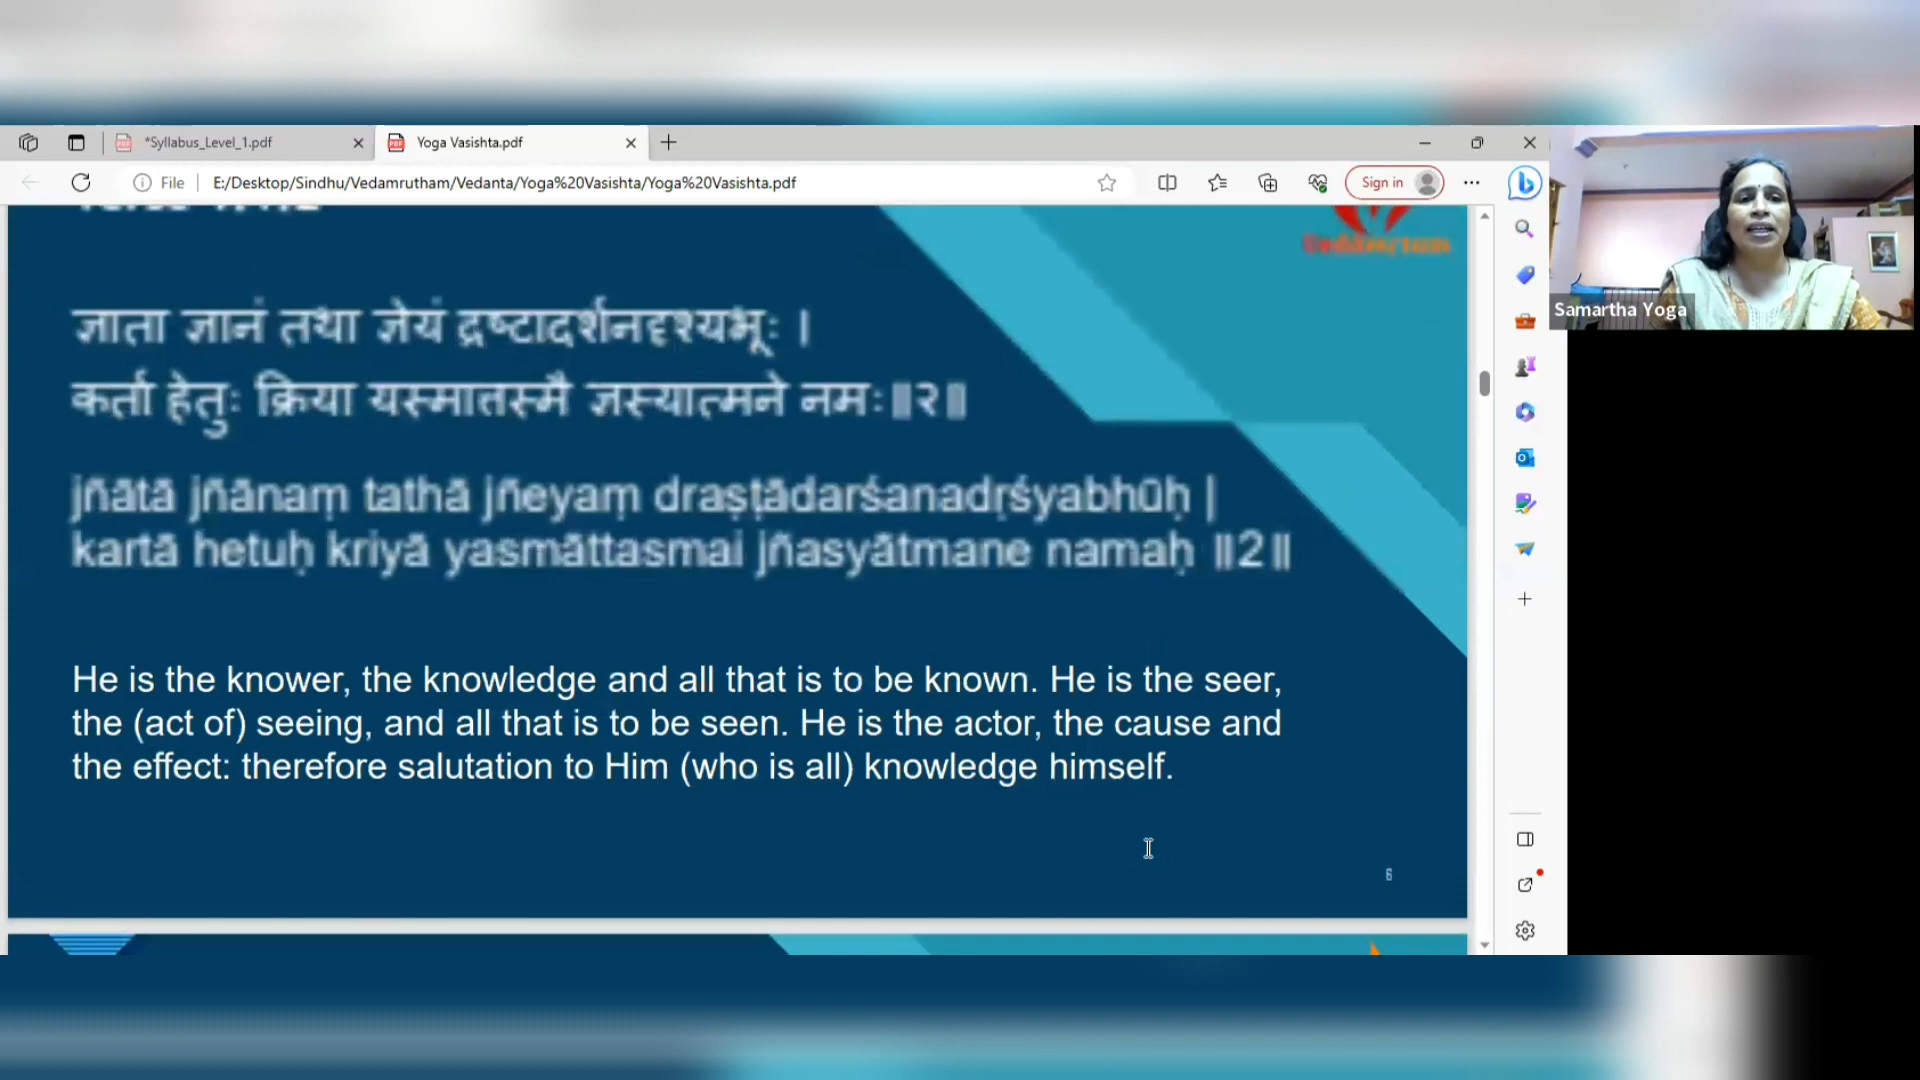 *Syllabus_Level_1.pdf
Yoga Vasishta.pdf
File
E:/Desktop/Sindhu/Vedamrutham/Vedanta/Yoga%20Vasishta/Yoga%20Vasishta.pdf
Sign in
ज्ञाता ज्ञानं तथा ज्ञेयं द्रष्टादर्शनदृश्यभूः ।
कर्ता हेतुः क्रिया यस्मातस्मै ज्ञस्यात्मने नमः॥२॥
jñātā jñānaṃ tathā jñeyaṃ draṣṭādarśanadṛśyabhūḥ |
kartā hetuḥ kriyā yasmāttasmai jñasyātmane namaḥ ॥2॥
He is the knower, the knowledge and all that is to be known. He is the seer,
the (act of) seeing, and all that is to be seen. He is the actor, the cause and
the effect: therefore salutation to Him (who is all) knowledge himself.
6
Samartha Yoga